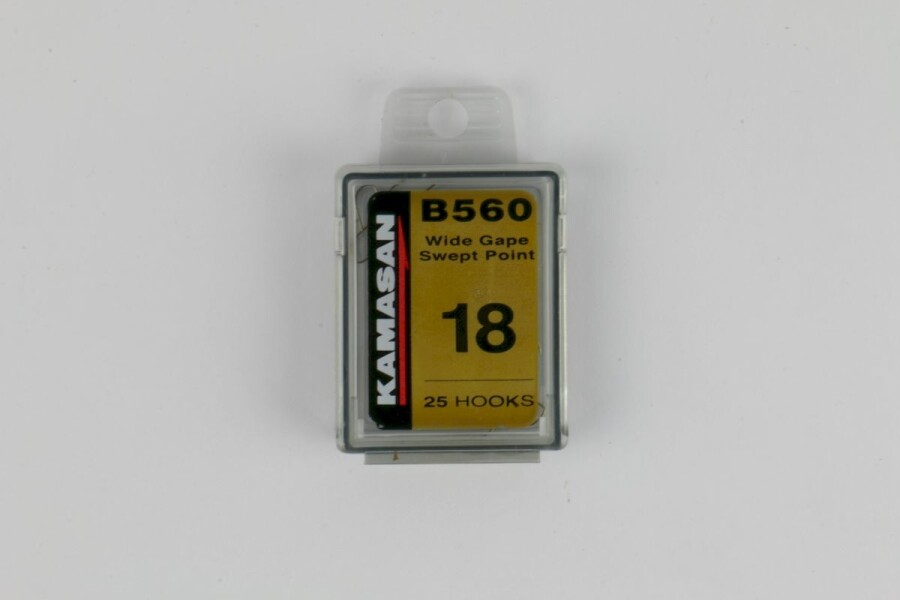 KAMASAN
B560
Wide Gape
Swept Point
18
25 HOOKS